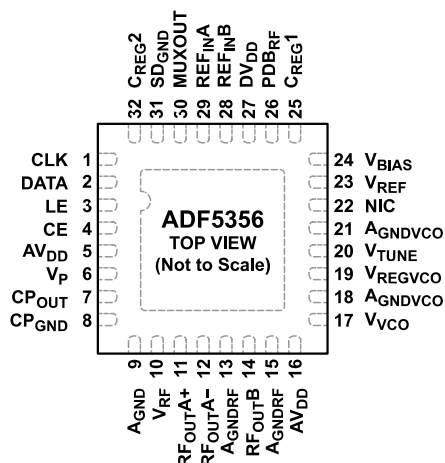 32 CREG2
31 SDGND
30 MUXOUT
29 REFINA
28 REFINB
27 DVDD
26 PDBRF
25 CREG1
CLK 1
DATA 2
LE 3
CE 4
AVDD 5
VP 6
CPOUT 7
CPGND 8
ADF5356
TOP VIEW
(Not to Scale)
24 VBIAS
23 VREF
22 NIC
21 AGNDVCO
20 VTUNE
19 VREGVCO
18 AGNDVCO
17 VVCO
AGND 9
VRF 10
RFOUTA+ 11
RFOUTA− 12
AGNDRF 13
RFOUTB 14
AGNDRF 15
AVDD 16